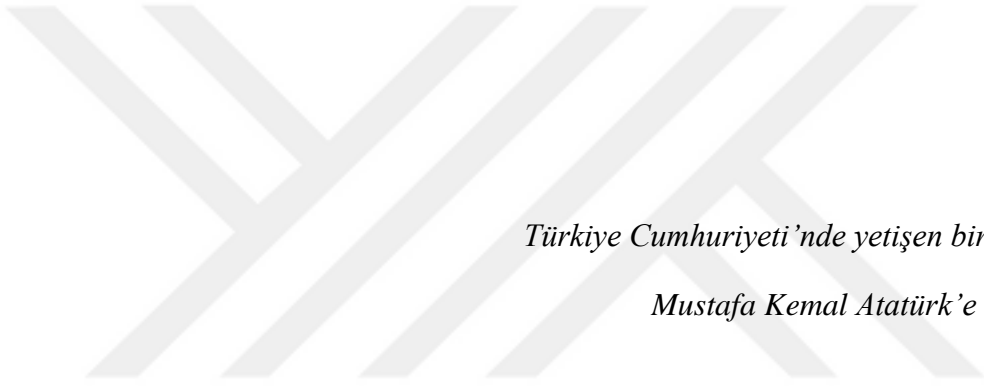 Türkiye Cumhuriyeti’nde yetişen bir
Mustafa Kemal Atatürk’e